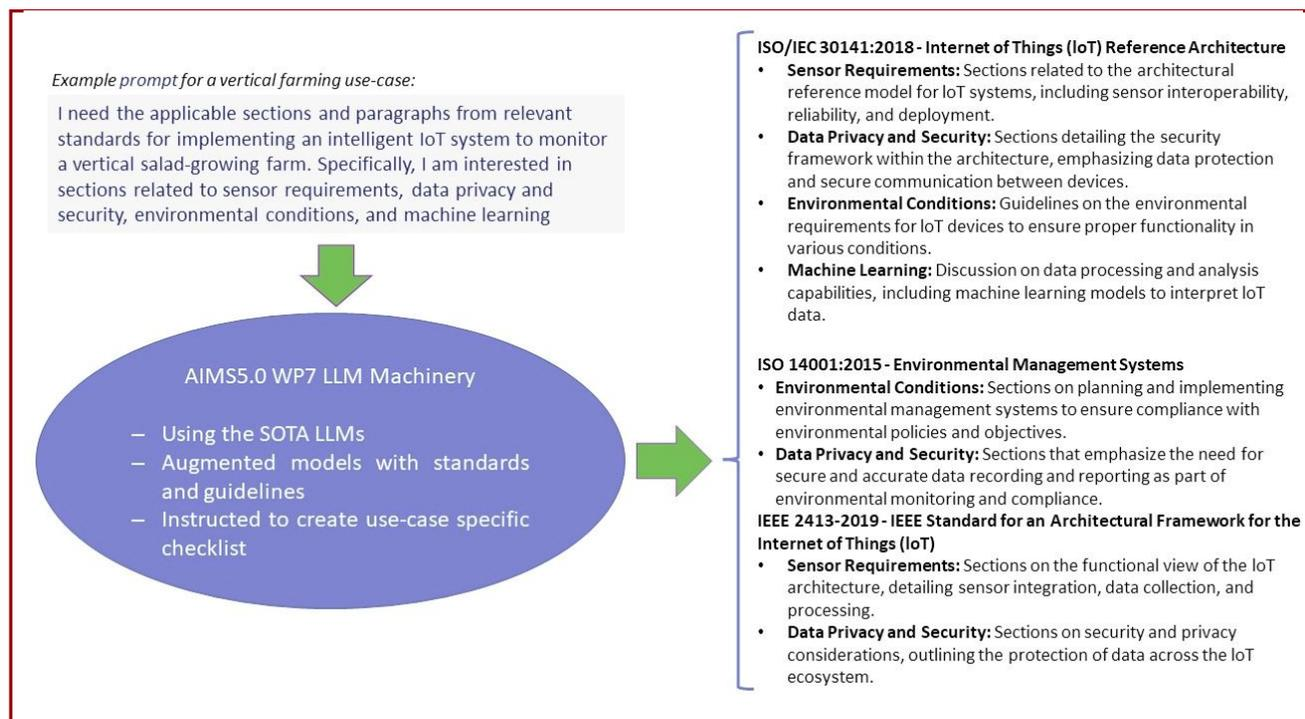 Example prompt for a vertical farming use-case:
I need the applicable sections and paragraphs from relevant
standards for implementing an intelligent IoT system to monitor
a vertical salad-growing farm. Specifically, I am interested in
sections related to sensor requirements, data privacy and
security, environmental conditions, and machine learning
AIMS5.0 WP7 LLM Machinery
– Using the SOTA LLMs
– Augmented models with standards
and guidelines
– Instructed to create use-case specific
checklist
ISO/IEC 30141:2018 - Internet of Things (IoT) Reference Architecture
• Sensor Requirements: Sections related to the architectural
reference model for IoT systems, including sensor interoperability,
reliability, and deployment.
• Data Privacy and Security: Sections detailing the security
framework within the architecture, emphasizing data protection
and secure communication between devices.
• Environmental Conditions: Guidelines on the environmental
requirements for IoT devices to ensure proper functionality in
various conditions.
• Machine Learning: Discussion on data processing and analysis
capabilities, including machine learning models to interpret IoT
data.
ISO 14001:2015 - Environmental Management Systems
• Environmental Conditions: Sections on planning and implementing
environmental management systems to ensure compliance with
environmental policies and objectives.
• Data Privacy and Security: Sections that emphasize the need for
secure and accurate data recording and reporting as part of
environmental monitoring and compliance.
IEEE 2413-2019 - IEEE Standard for an Architectural Framework for the
Internet of Things (IoT)
• Sensor Requirements: Sections on the functional view of the IoT
architecture, detailing sensor integration, data collection, and
processing.
• Data Privacy and Security: Sections on security and privacy
considerations, outlining the protection of data across the IoT
ecosystem.